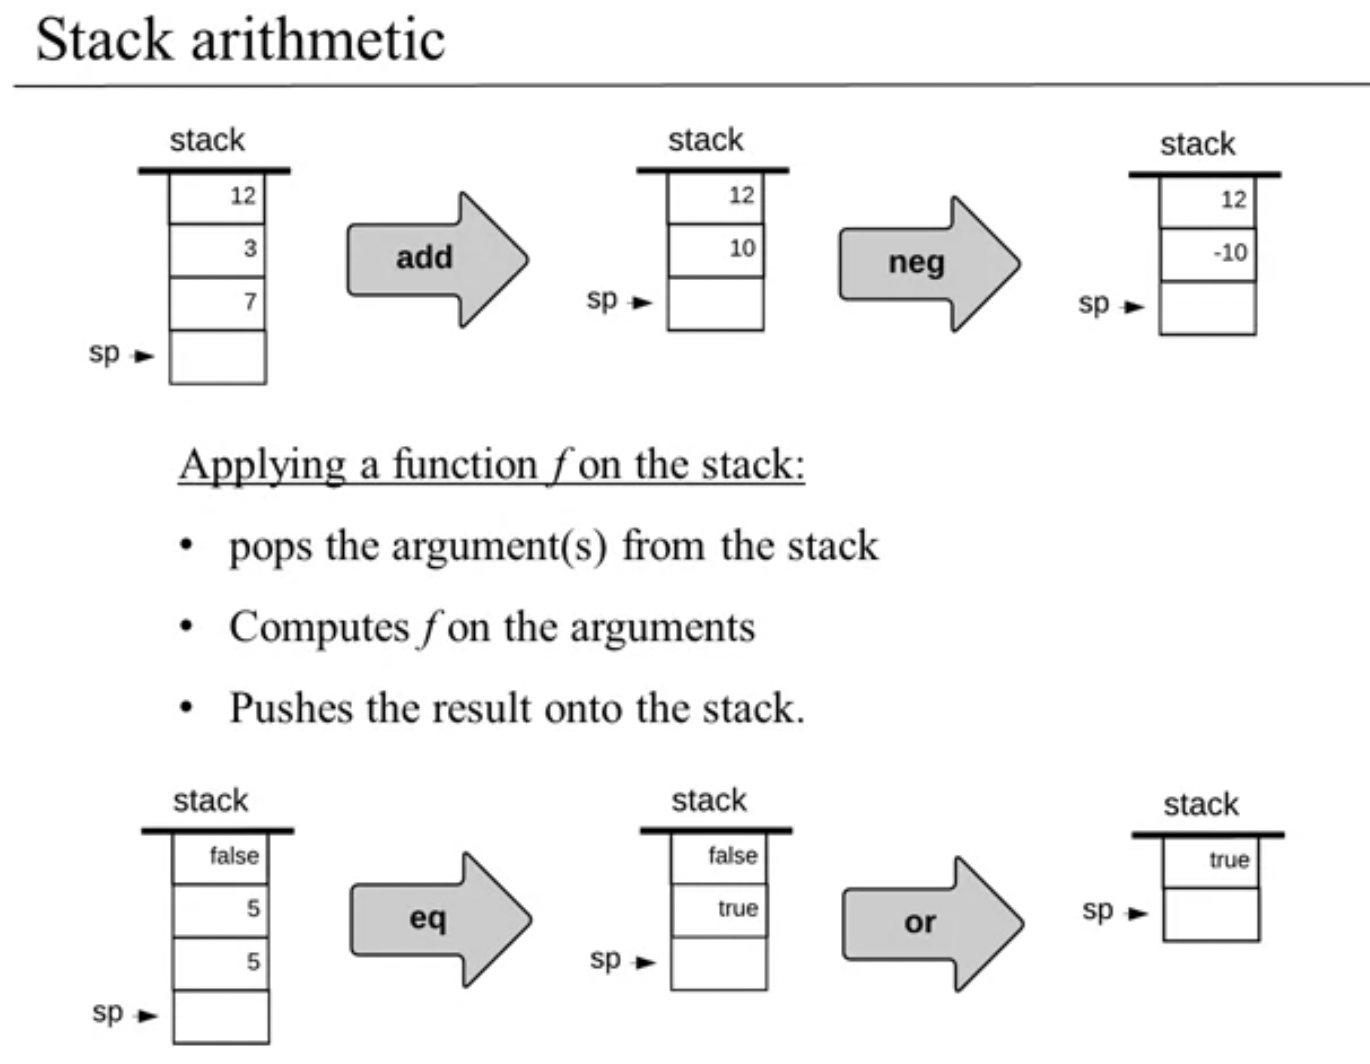 Stack arithmetic
stack
12
3
7
sp
add
stack
12
10
sp
neg
stack
12
-10
sp
Applying a function f on the stack:
• pops the argument(s) from the stack
• Computes f on the arguments
• Pushes the result onto the stack.
stack
false
5
5
sp
eq
stack
false
true
sp
or
stack
true
sp